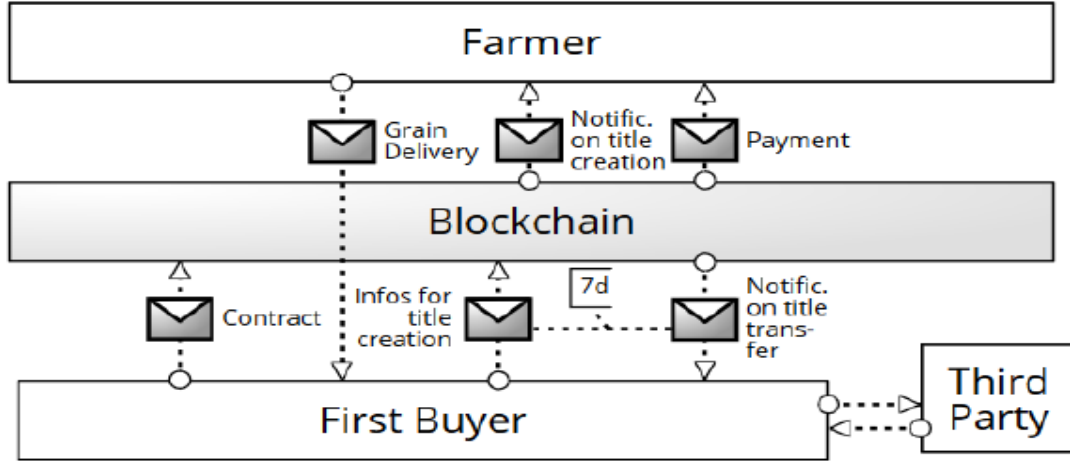 Farmer
Grain
Delivery
Notific.
on title
creation
Payment
Blockchain
Contract
Infos for
title
creation
7d
Notific.
on title
trans-
fer
First Buyer
Third
Party